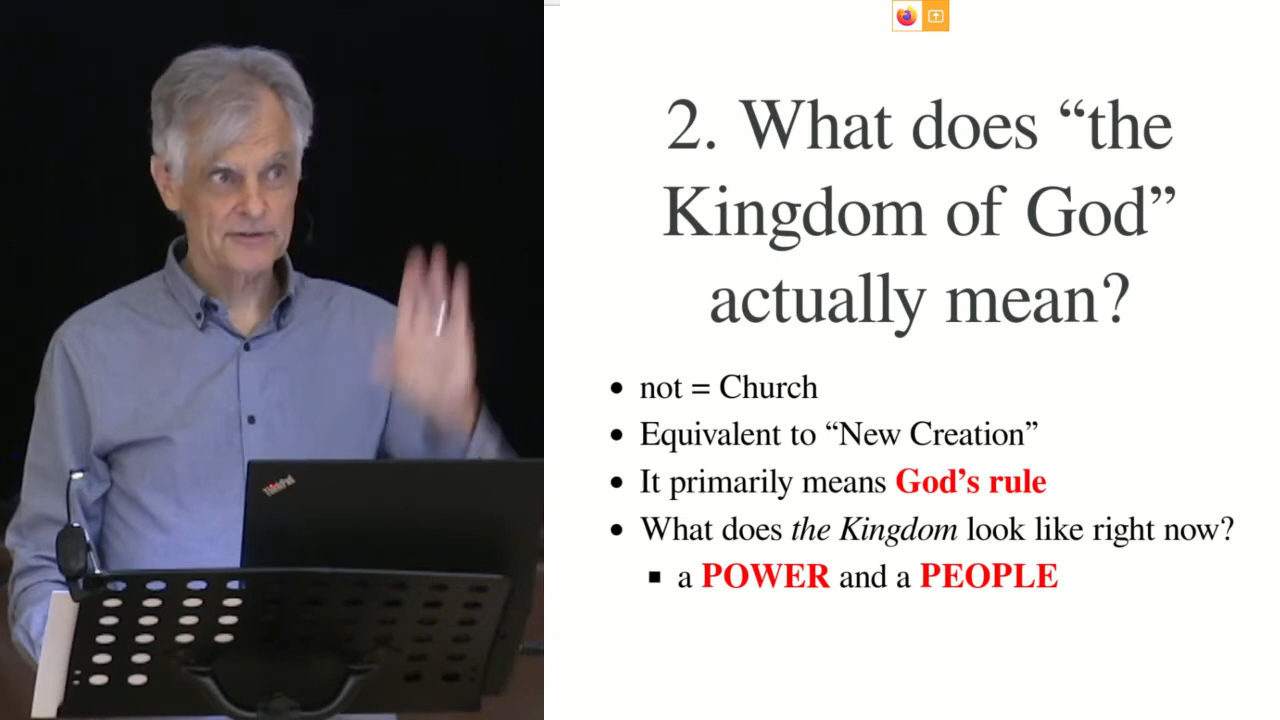 2. What does “the
Kingdom of God”
actually mean?
not = Church
Equivalent to “New Creation”
It primarily means God’s rule
What does the Kingdom look like right now?
a POWER and a PEOPLE
ThinkPad